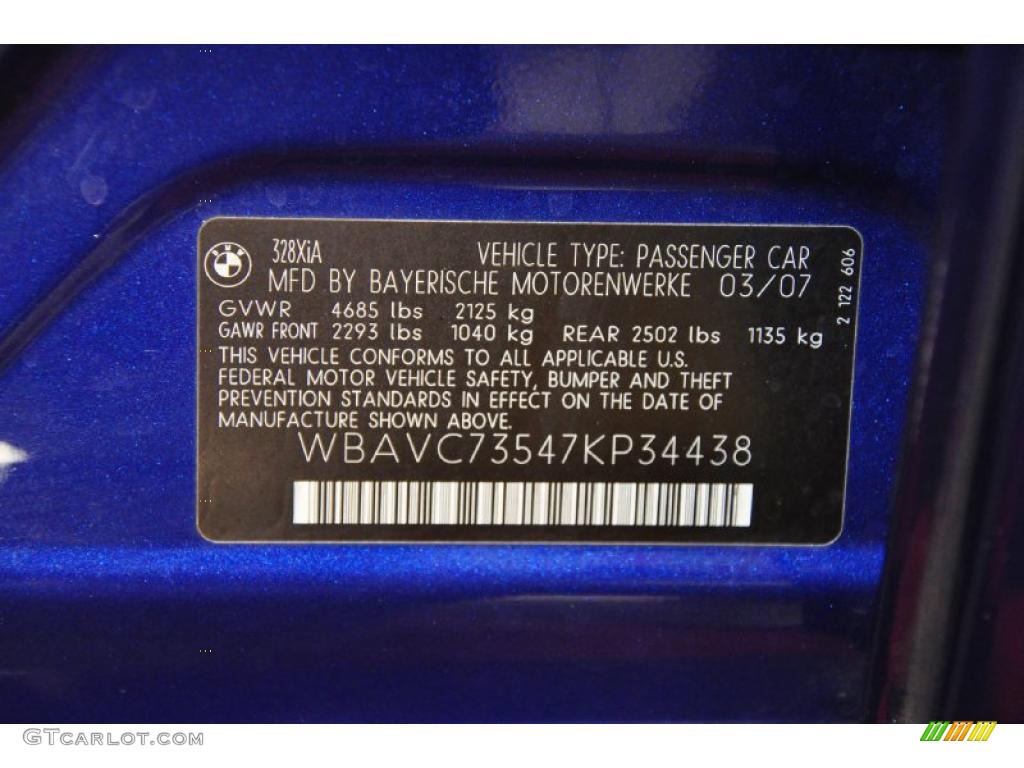 328XiA VEHICLE TYPE: PASSENGER CAR
MFD BY BAYERISCHE MOTORENWERKE 03/07
GVWR 4685 lbs 2125 kg
GAWR FRONT 2293 lbs 1040 kg REAR 2502 lbs 1135 kg
THIS VEHICLE CONFORMS TO ALL APPLICABLE U.S.
FEDERAL MOTOR VEHICLE SAFETY, BUMPER AND THEFT
PREVENTION STANDARDS IN EFFECT ON THE DATE OF
MANUFACTURE SHOWN ABOVE.
WBAVC73547KP34438
2 122 606
BMW
GTCARLOT.COM